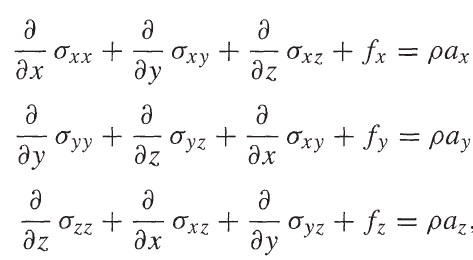 ∂/∂x σxx + ∂/∂y σxy + ∂/∂z σxz + fx = ρax
∂/∂y σyy + ∂/∂z σyz + ∂/∂x σxy + fy = ρay
∂/∂z σzz + ∂/∂x σxz + ∂/∂y σyz + fz = ρaz,